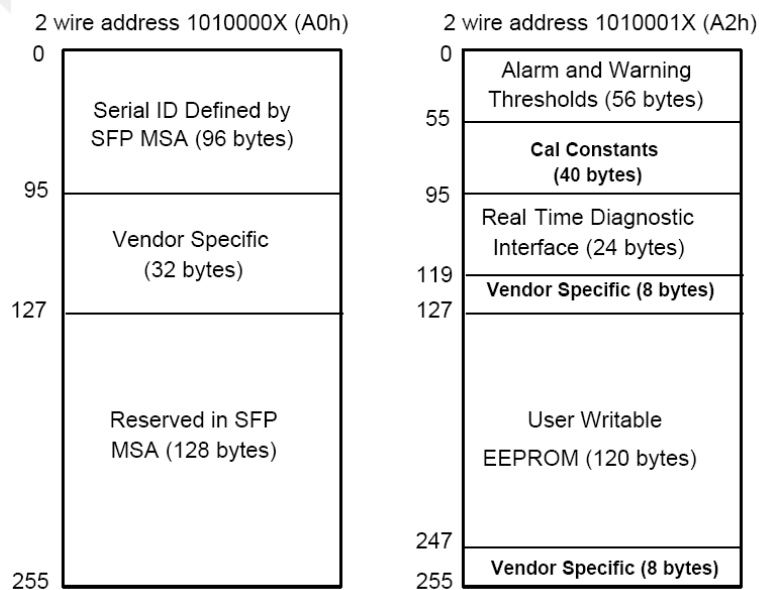 2 wire address 1010000X (A0h)
0
Serial ID Defined by
SFP MSA (96 bytes)
95
Vendor Specific
(32 bytes)
127
Reserved in SFP
MSA (128 bytes)
255
2 wire address 1010001X (A2h)
0
Alarm and Warning
Thresholds (56 bytes)
55
Cal Constants
(40 bytes)
95
Real Time Diagnostic
Interface (24 bytes)
119
Vendor Specific (8 bytes)
127
User Writable
EEPROM (120 bytes)
247
Vendor Specific (8 bytes)
255